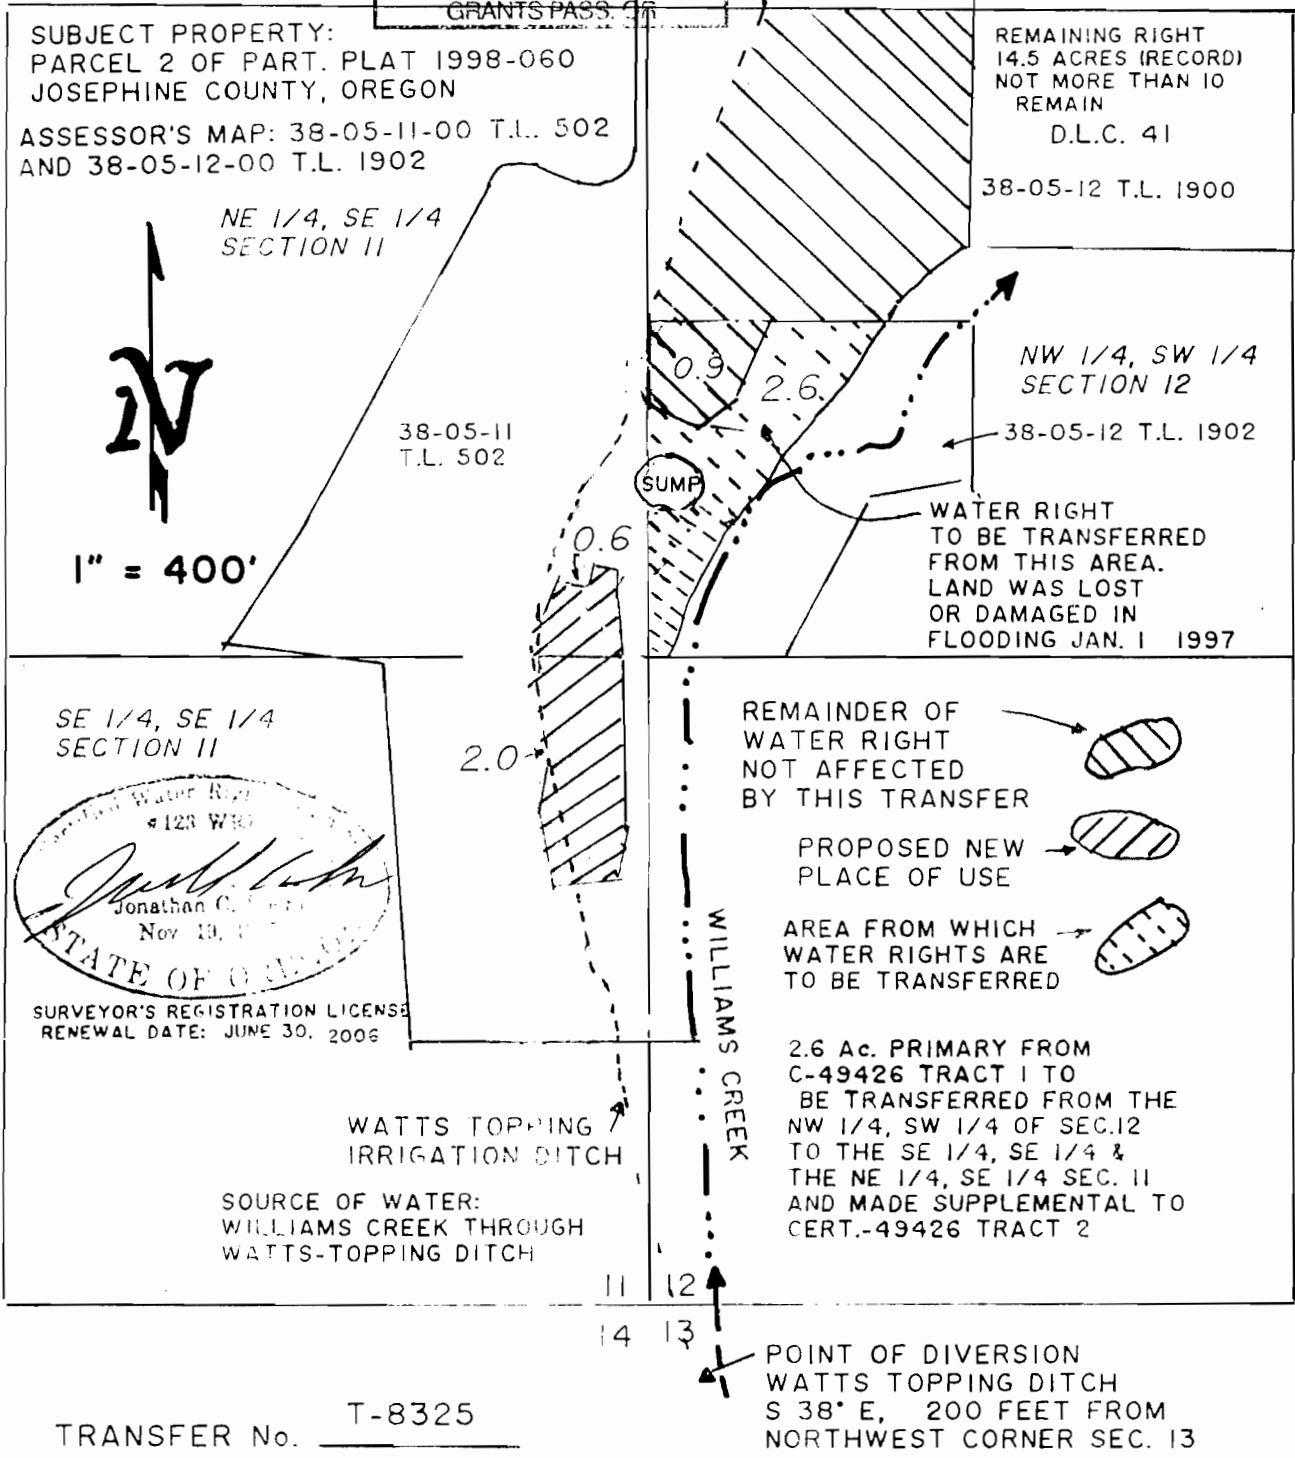 GRANTS PASS, OR
SUBJECT PROPERTY:
PARCEL 2 OF PART. PLAT 1998-060
JOSEPHINE COUNTY, OREGON
ASSESSOR'S MAP: 38-05-11-00 T.L. 502
AND 38-05-12-00 T.L. 1902
REMAINING RIGHT
14.5 ACRES (RECORD)
NOT MORE THAN 10
REMAIN
D.L.C. 41
38-05-12 T.L. 1900
NE 1/4, SE 1/4
SECTION 11
N
1" = 400'
38-05-11
T.L. 502
0.9
2.6
NW 1/4, SW 1/4
SECTION 12
38-05-12 T.L. 1902
SUMP
0.6
WATER RIGHT
TO BE TRANSFERRED
FROM THIS AREA.
LAND WAS LOST
OR DAMAGED IN
FLOODING JAN. 1 1997
SE 1/4, SE 1/4
SECTION 11
2.0
Water
#123
Jonathan C.
Nov 19,
STATE OF
SURVEYOR'S REGISTRATION LICENSE
RENEWAL DATE: JUNE 30, 2006
REMAINDER OF
WATER RIGHT
NOT AFFECTED
BY THIS TRANSFER
PROPOSED NEW
PLACE OF USE
AREA FROM WHICH
WATER RIGHTS ARE
TO BE TRANSFERRED
WILLIAMS CREEK
2.6 Ac. PRIMARY FROM
C-49426 TRACT 1 TO
BE TRANSFERRED FROM THE
NW 1/4, SW 1/4 OF SEC.12
TO THE SE 1/4, SE 1/4 &
THE NE 1/4, SE 1/4 SEC. 11
AND MADE SUPPLEMENTAL TO
CERT.-49426 TRACT 2
WATTS TOPPING
IRRIGATION DITCH
SOURCE OF WATER:
WILLIAMS CREEK THROUGH
WATTS-TOPPING DITCH
11 12
14 13
POINT OF DIVERSION
WATTS TOPPING DITCH
S 38° E, 200 FEET FROM
NORTHWEST CORNER SEC. 13
TRANSFER No. T-8325